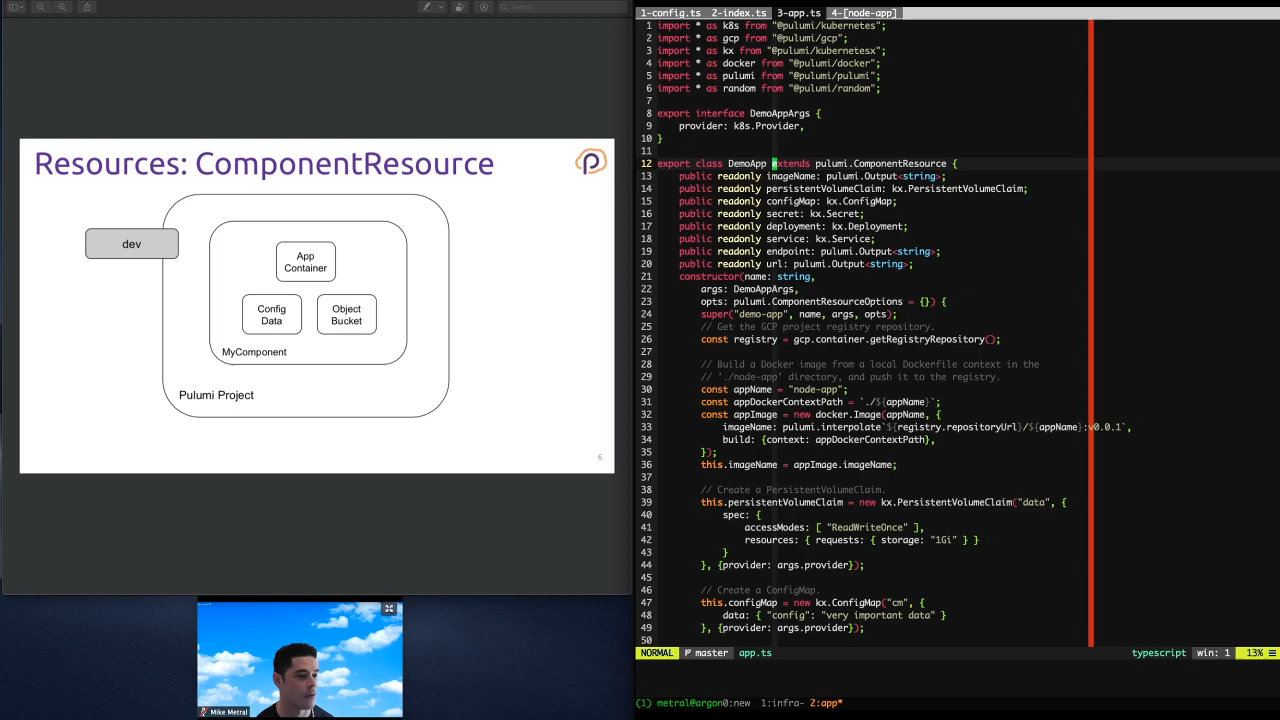 Search
Resources: ComponentResource
dev
App
Container
Config
Data
Object
Bucket
MyComponent
Pulumi Project
6
Mike Metral
1-config.ts 2-index.ts 3-app.ts 4-[node-app]
1 import * as k8s from "@pulumi/kubernetes";
2 import * as gcp from "@pulumi/gcp";
3 import * as kx from "@pulumi/kubernetesx";
4 import * as docker from "@pulumi/docker";
5 import * as pulumi from "@pulumi/pulumi";
6 import * as random from "@pulumi/random";
7
8 export interface DemoAppArgs {
9 provider: k8s.Provider,
10 }
11
12 export class DemoApp extends pulumi.ComponentResource {
13 public readonly imageName: pulumi.Output<string>;
14 public readonly persistentVolumeClaim: kx.PersistentVolumeClaim;
15 public readonly configMap: kx.ConfigMap;
16 public readonly secret: kx.Secret;
17 public readonly deployment: kx.Deployment;
18 public readonly service: kx.Service;
19 public readonly endpoint: pulumi.Output<string>;
20 public readonly url: pulumi.Output<string>;
21 constructor(name: string,
22 args: DemoAppArgs,
23 opts: pulumi.ComponentResourceOptions = {}) {
24 super("demo-app", name, args, opts);
25 // Get the GCP project registry repository.
26 const registry = gcp.container.getRegistryRepository();
27
28 // Build a Docker image from a local Dockerfile context in the
29 // './node-app' directory, and push it to the registry.
30 const appName = "node-app";
31 const appDockerContextPath = `./${appName}`;
32 const appImage = new docker.Image(appName, {
33 imageName: pulumi.interpolate`${registry.repositoryUrl}/${appName}:v0.0.1`,
34 build: {context: appDockerContextPath},
35 });
36 this.imageName = appImage.imageName;
37
38 // Create a PersistentVolumeClaim.
39 this.persistentVolumeClaim = new kx.PersistentVolumeClaim("data", {
40 spec: {
41 accessModes: [ "ReadWriteOnce" ],
42 resources: { requests: { storage: "1Gi" } }
43 }
44 }, {provider: args.provider});
45
46 // Create a ConfigMap.
47 this.configMap = new kx.ConfigMap("cm", {
48 data: { "config": "very important data" }
49 }, {provider: args.provider});
50
NORMAL master app.ts typescript win: 1 13%
(1) metral@argon0:new 1:infra- 2:app*